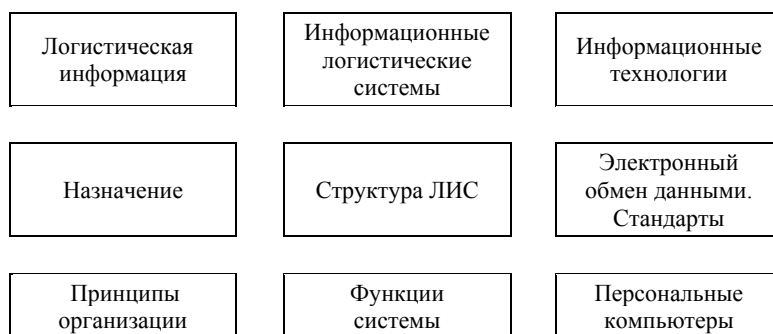 Логистическая
информация
Информационные
логистические
системы
Информационные
технологии
Назначение
Структура ЛИС
Электронный
обмен данными.
Стандарты
Принципы
организации
Функции
системы
Персональные
компьютеры